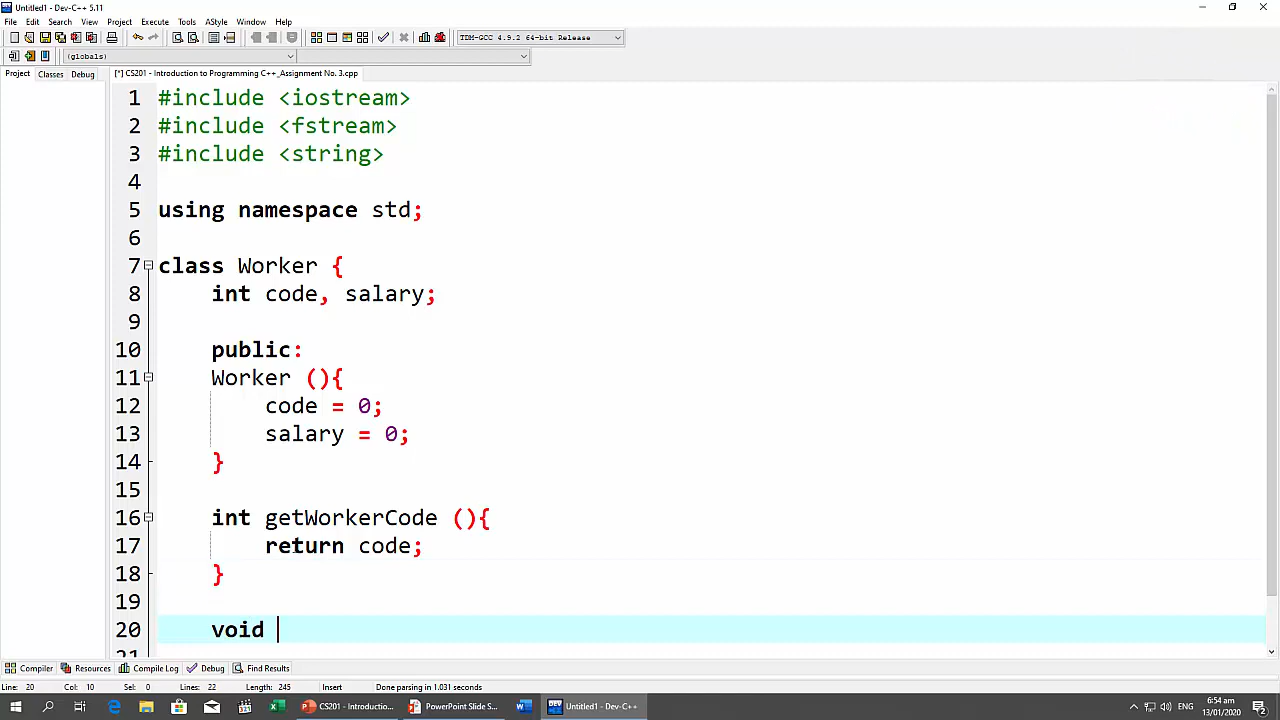 Untitled1 - Dev-C++ 5.11
File Edit Search View Project Execute Tools AStyle Window Help
TDM-GCC 4.9.2 64-bit Release
(globals)
Project Classes Debug [*] CS201 - Introduction to Programming C++_Assignment No. 3.cpp
1 #include <iostream>
2 #include <fstream>
3 #include <string>
4
5 using namespace std;
6
7 class Worker {
8 int code, salary;
9
10 public:
11 Worker (){
12 code = 0;
13 salary = 0;
14 }
15
16 int getWorkerCode (){
17 return code;
18 }
19
20 void
21
Compiler Resources Compile Log Debug Find Results
Line: 20 Col: 10 Sel: 0 Lines: 22 Length: 245 Insert Done parsing in 1.031 seconds
CS201 - Introductio... PowerPoint Slide S... Untitled1 - Dev-C++ ENG 6:54 am
13/01/2020 2